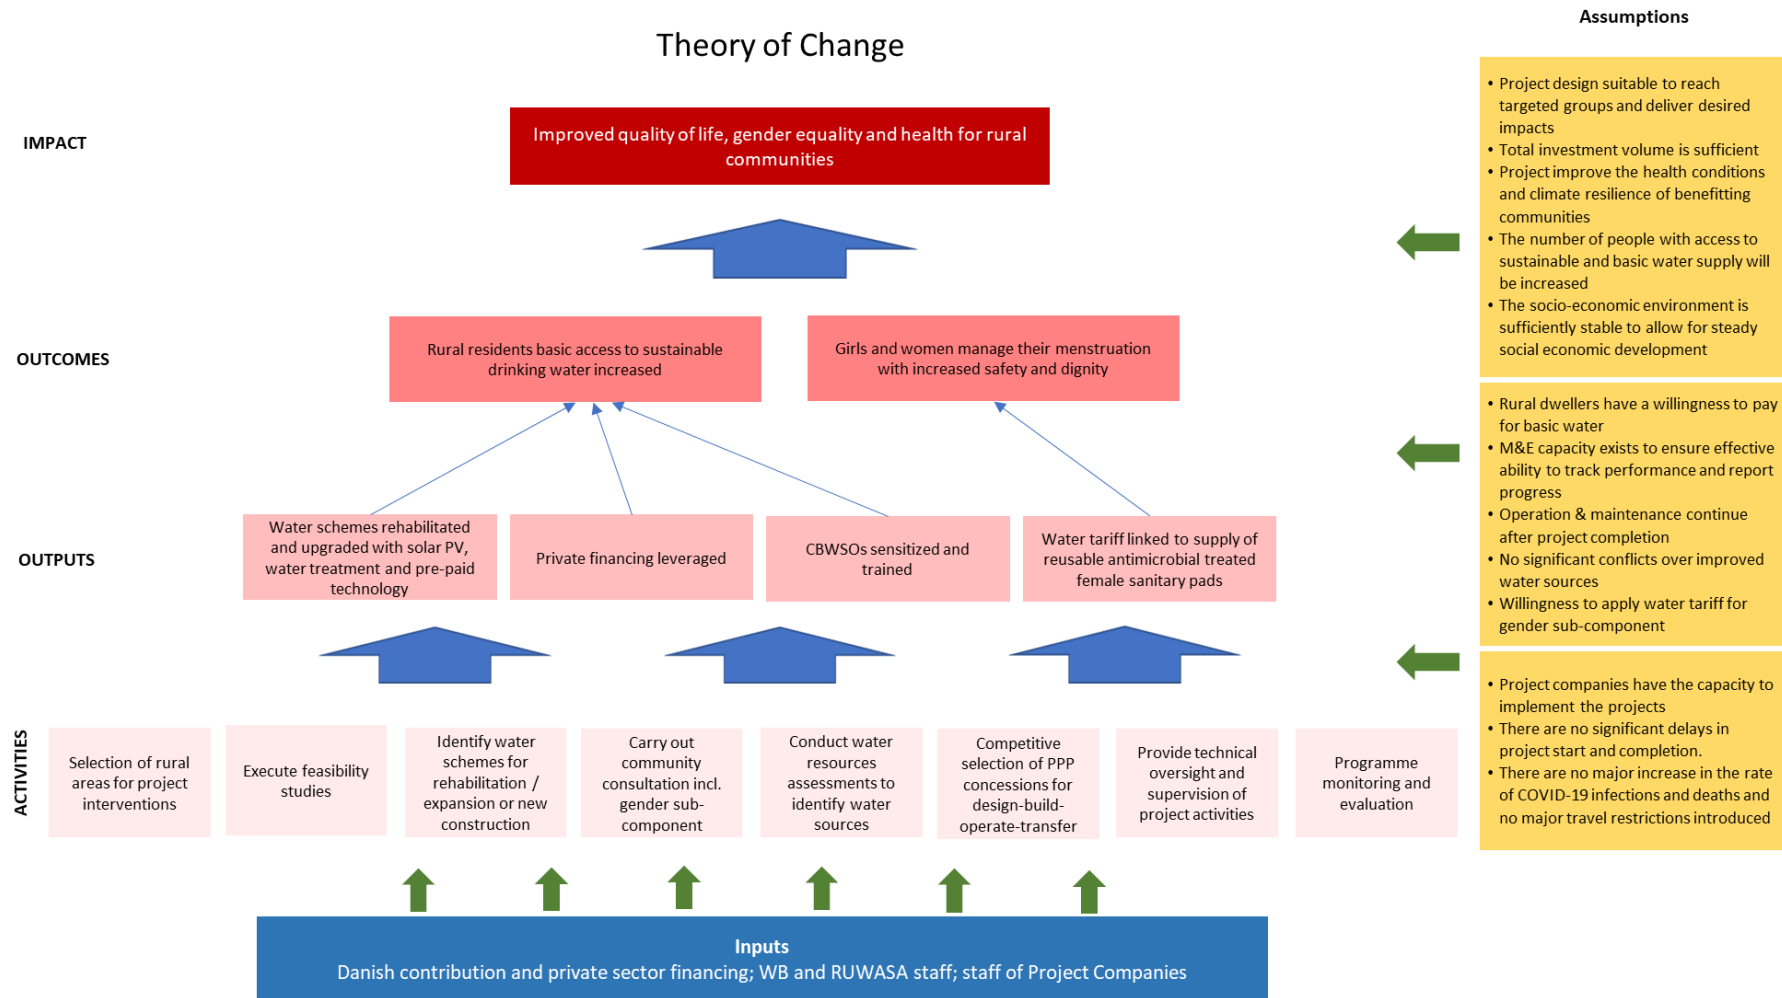 Theory of Change
Assumptions
IMPACT
Improved quality of life, gender equality and health for rural
communities
• Project design suitable to reach
targeted groups and deliver desired
impacts
• Total investment volume is sufficient
• Project improve the health conditions
and climate resilience of benefitting
communities
• The number of people with access to
sustainable and basic water supply will
be increased
• The socio-economic environment is
sufficiently stable to allow for steady
social economic development
OUTCOMES
Rural residents basic access to sustainable
drinking water increased
Girls and women manage their menstruation
with increased safety and dignity
• Rural dwellers have a willingness to pay
for basic water
• M&E capacity exists to ensure effective
ability to track performance and report
progress
• Operation & maintenance continue
after project completion
• No significant conflicts over improved
water sources
• Willingness to apply water tariff for
gender sub-component
OUTPUTS
Water schemes rehabilitated
and upgraded with solar PV,
water treatment and pre-paid
technology
Private financing leveraged
CBWSOs sensitized and
trained
Water tariff linked to supply of
reusable antimicrobial treated
female sanitary pads
• Project companies have the capacity to
implement the projects
• There are no significant delays in
project start and completion.
• There are no major increase in the rate
of COVID-19 infections and deaths and
no major travel restrictions introduced
ACTIVITIES
Selection of rural
areas for project
interventions
Execute feasibility
studies
Identify water
schemes for
rehabilitation /
expansion or new
construction
Carry out
community
consultation incl.
gender sub-
component
Conduct water
resources
assessments to
identify water
sources
Competitive
selection of PPP
concessions for
design-build-
operate-transfer
Provide technical
oversight and
supervision of
project activities
Programme
monitoring and
evaluation
Inputs
Danish contribution and private sector financing; WB and RUWASA staff; staff of Project Companies